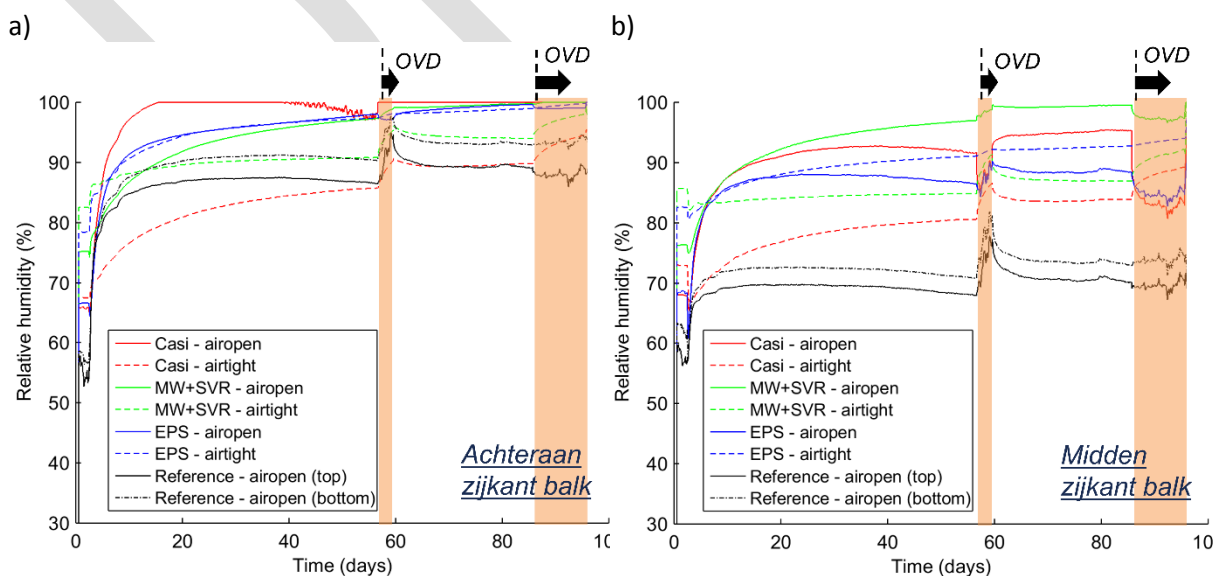 a)
OVD
OVD
Relative humidity (%)
100
90
80
70
60
50
40
30
Casi - airopen
Casi - airtight
MW+SVR - airopen
MW+SVR - airtight
EPS - airopen
EPS - airtight
Reference - airopen (top)
Reference - airopen (bottom)
Achteraan
zijkant balk
0
20
40
60
80
10
Time (days)
b)
OVD
OVD
Relative humidity (%)
100
90
80
70
60
50
40
30
Casi - airopen
Casi - airtight
MW+SVR - airopen
MW+SVR - airtight
EPS - airopen
EPS - airtight
Reference - airopen (top)
Reference - airopen (bottom)
Midden
zijkant balk
0
20
40
60
80
10
Time (days)